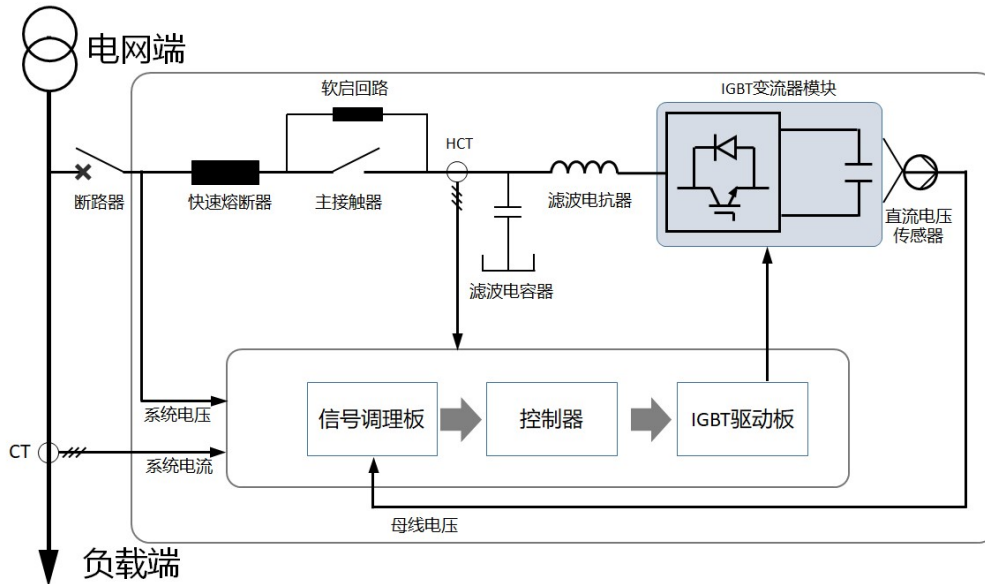 电网端
软启回路
IGBT变流器模块
HCT
断路器
快速熔断器
主接触器
滤波电抗器
直流电压
传感器
滤波电容器
系统电压
信号调理板
控制器
IGBT驱动板
CT
系统电流
母线电压
负载端